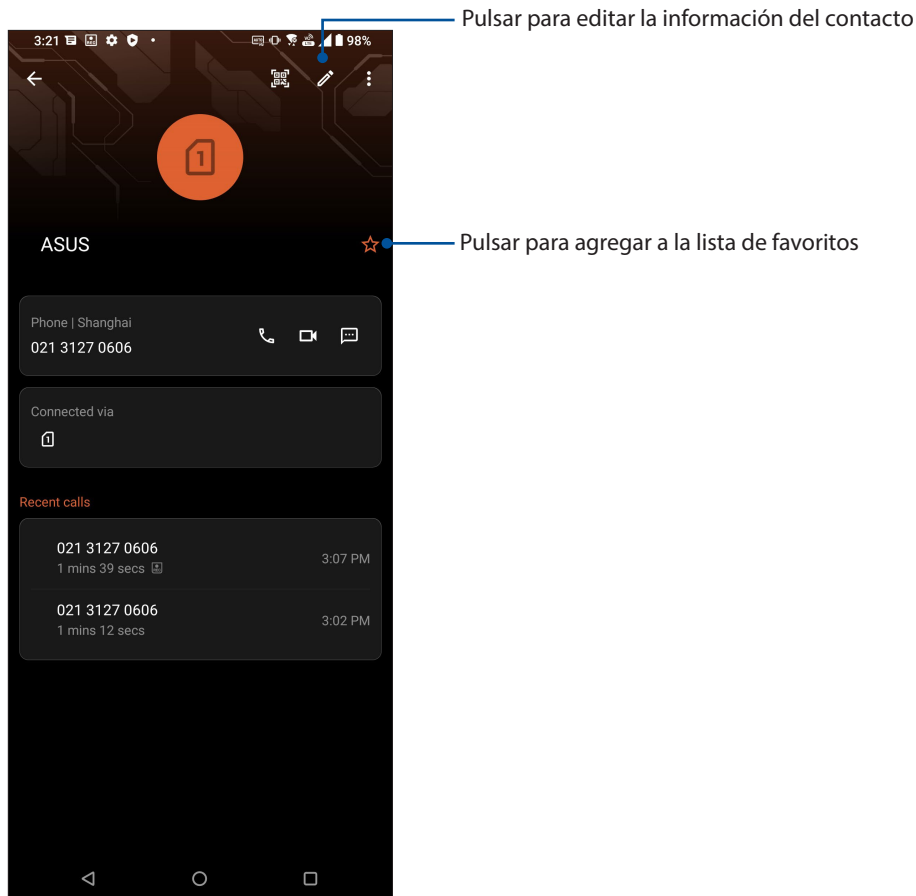 Pulsar para editar la información del contacto
3:21 98%
ASUS
Pulsar para agregar a la lista de favoritos
Phone | Shanghai
021 3127 0606
Connected via
1
Recent calls
021 3127 0606
1 mins 39 secs
3:07 PM
021 3127 0606
1 mins 12 secs
3:02 PM